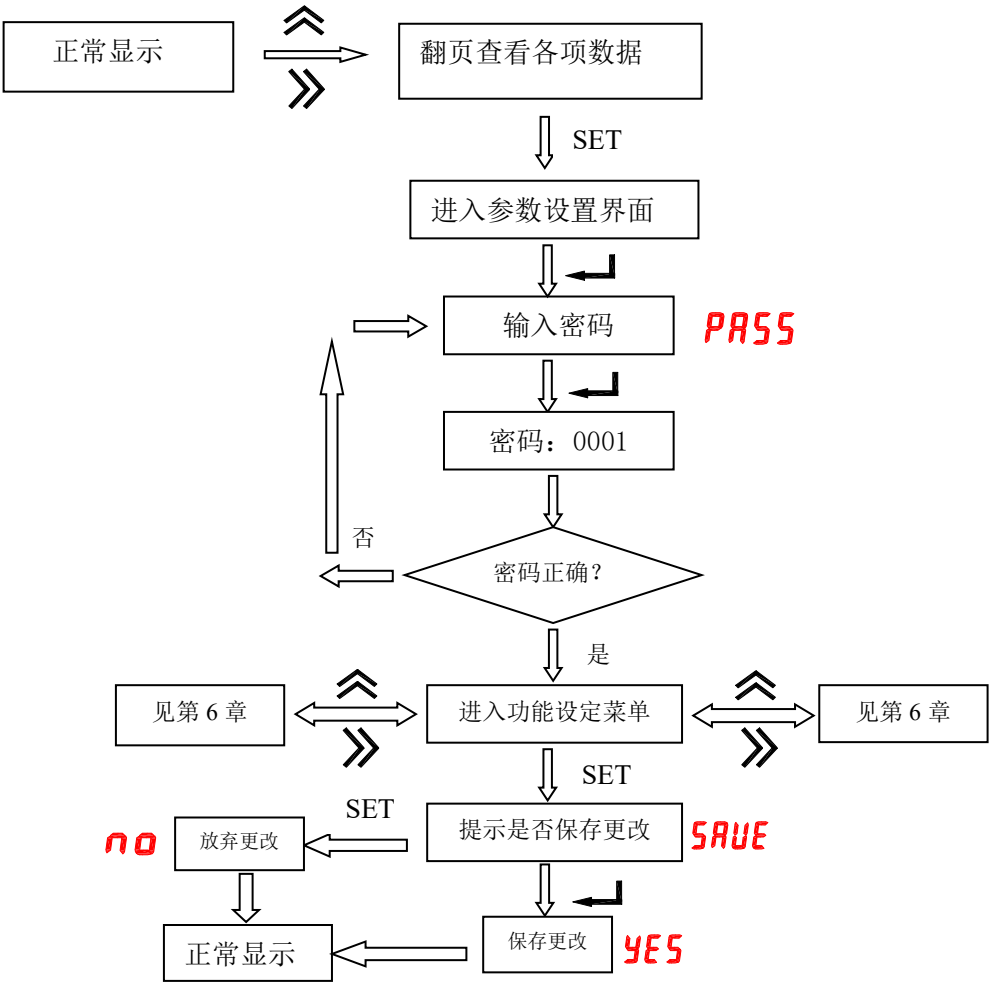 正常显示
翻页查看各项数据
SET
进入参数设置界面
输入密码
PASS
密码：0001
否
密码正确？
是
见第 6 章
进入功能设定菜单
见第 6 章
SET
SET
no
放弃更改
提示是否保存更改
SAVE
正常显示
保存更改
YES